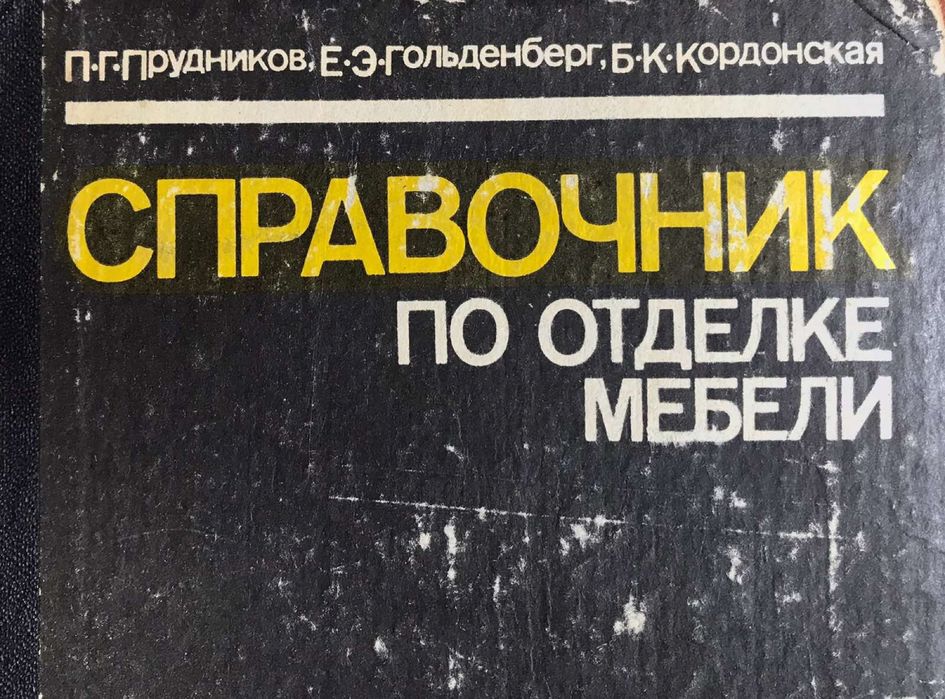 П·Г·Прудников, Е·Э·Гольденберг, Б·К·Кордонская
СПРАВОЧНИК
ПО ОТДЕЛКЕ
МЕБЕЛИ